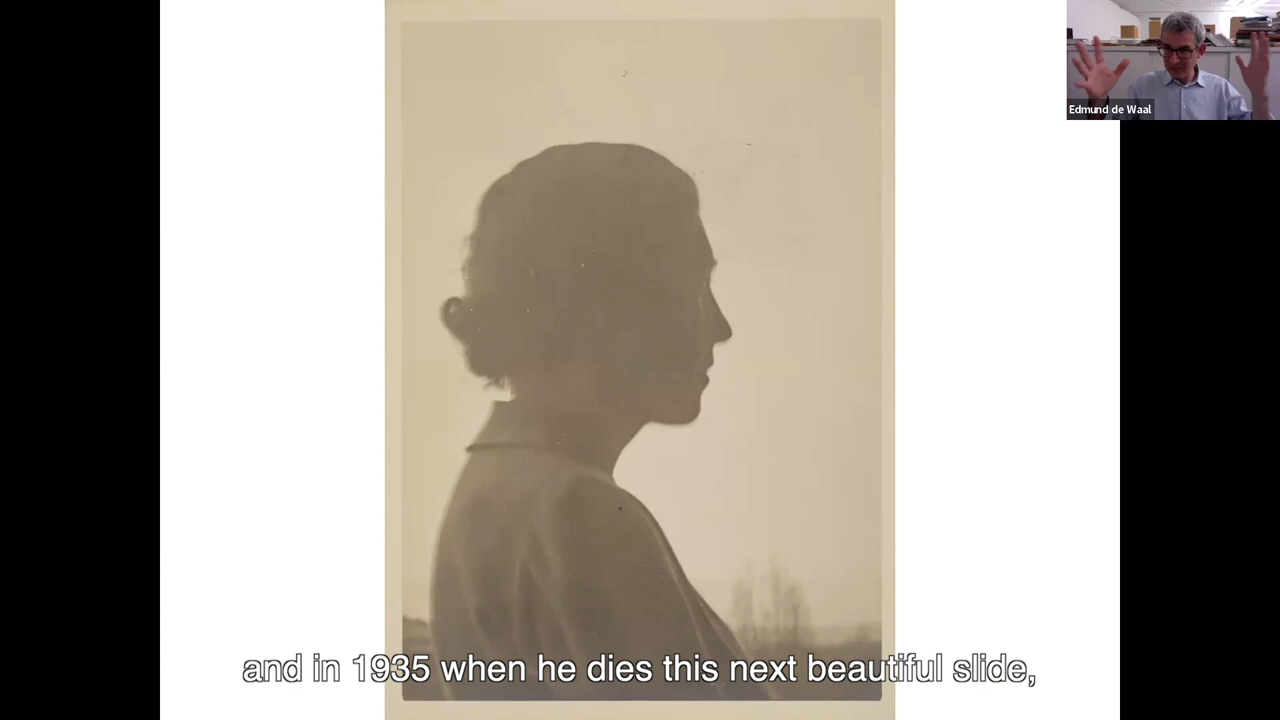 Edmund de Waal
and in 1935 when he dies this next beautiful slide,